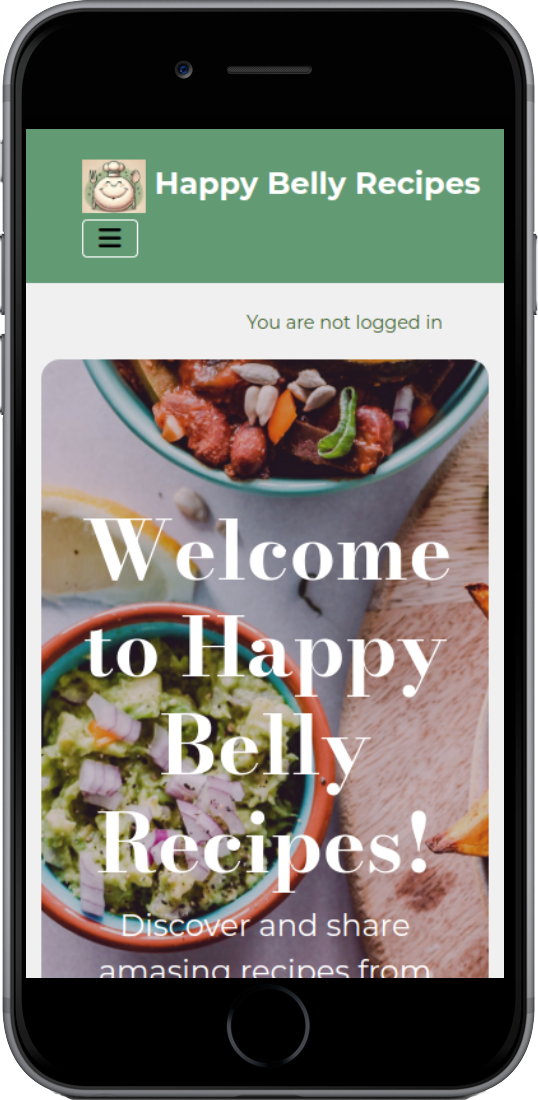 Happy Belly Recipes
You are not logged in
Welcome
to Happy
Belly
Recipes!
Discover and share
amasing recipes from